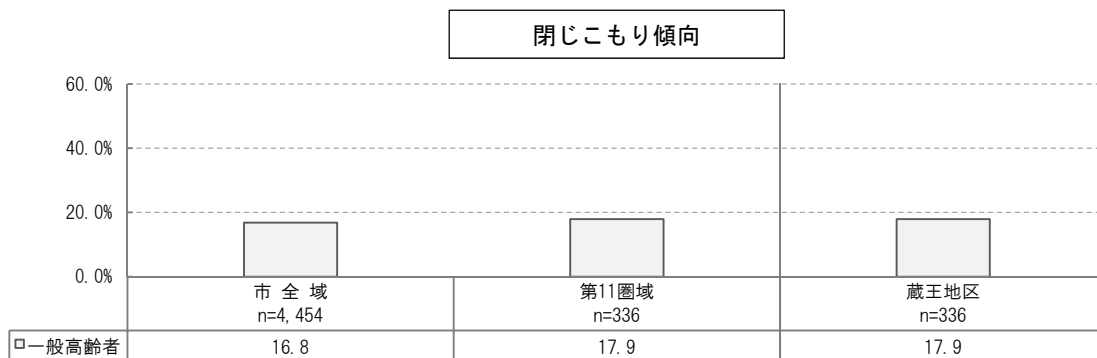 閉じこもり傾向
60.0%
40.0%
20.0%
0.0%
市 全 域 第11圏域 蔵王地区
n=4,454 n=336 n=336
一般高齢者 16.8 17.9 17.9